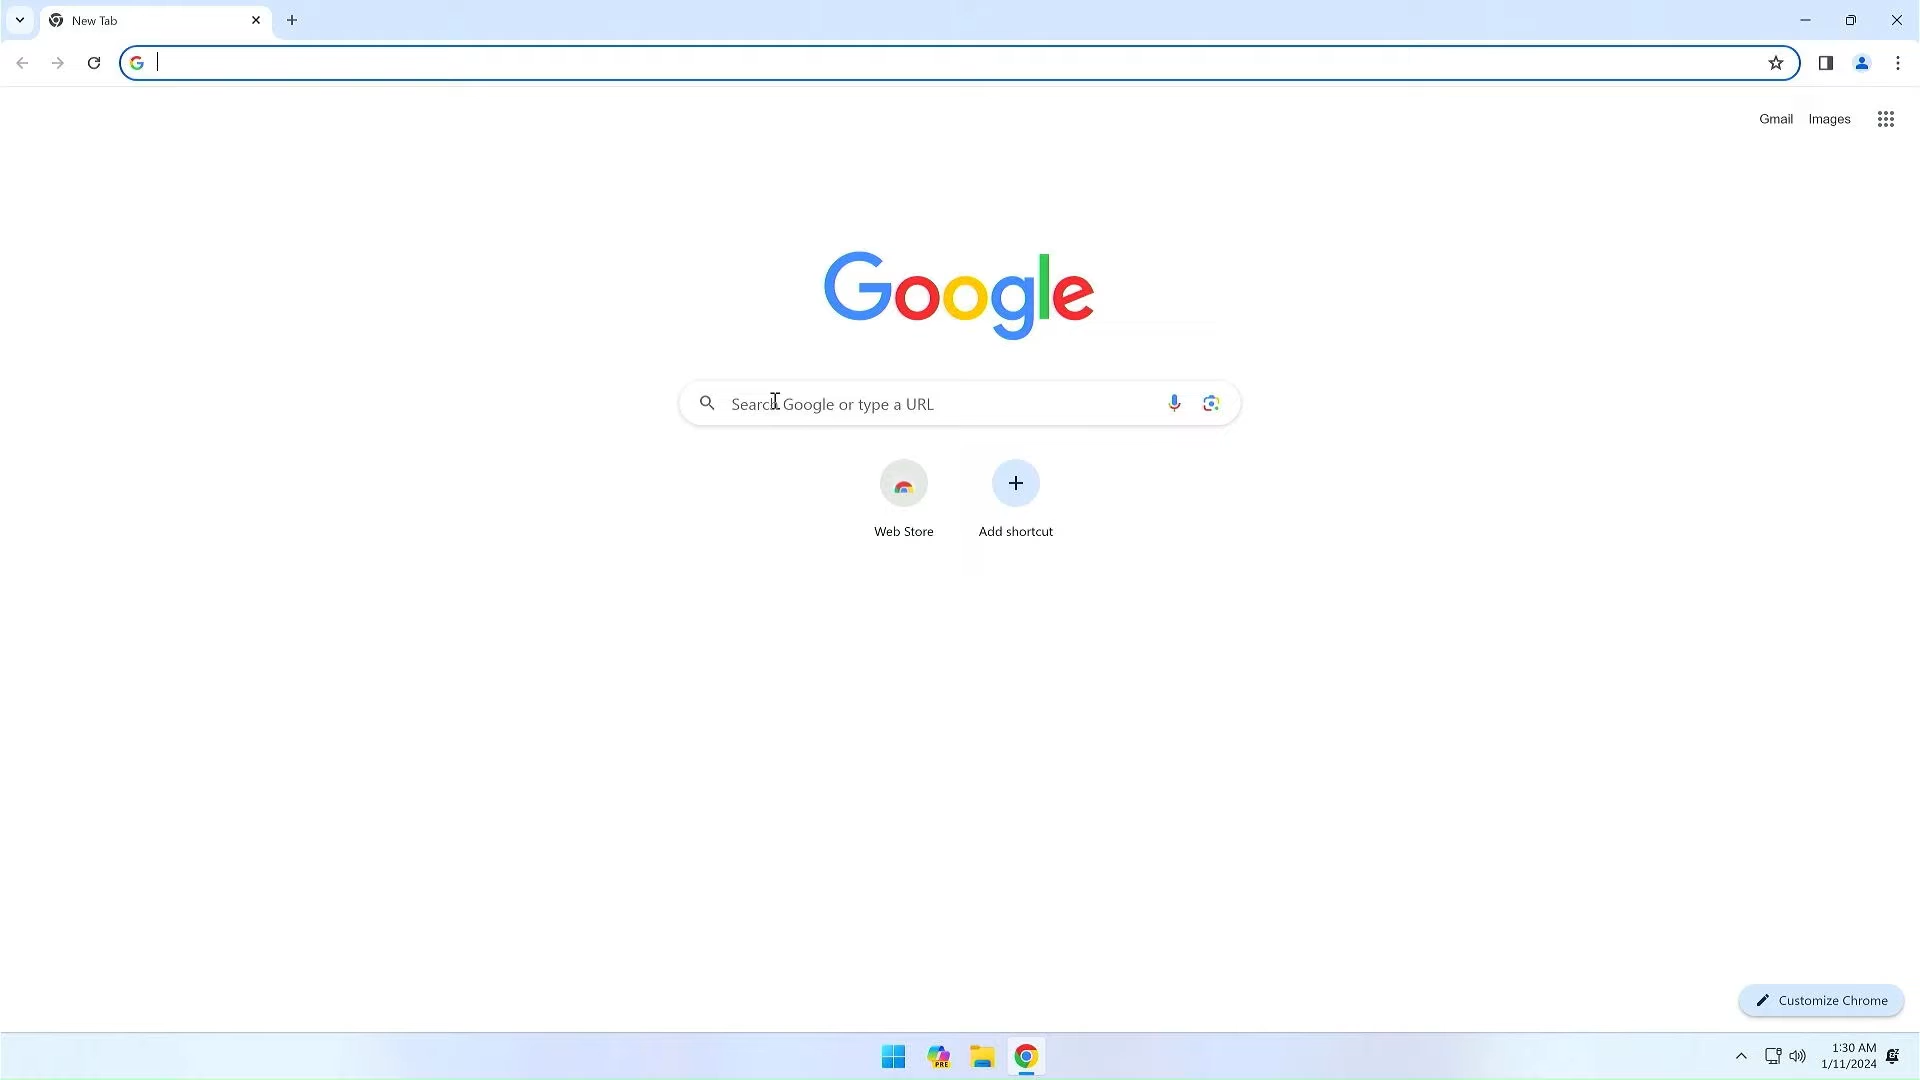 New Tab
Gmail Images
Google
Search Google or type a URL
Web Store Add shortcut
Customize Chrome
PRE
1:30 AM
1/11/2024